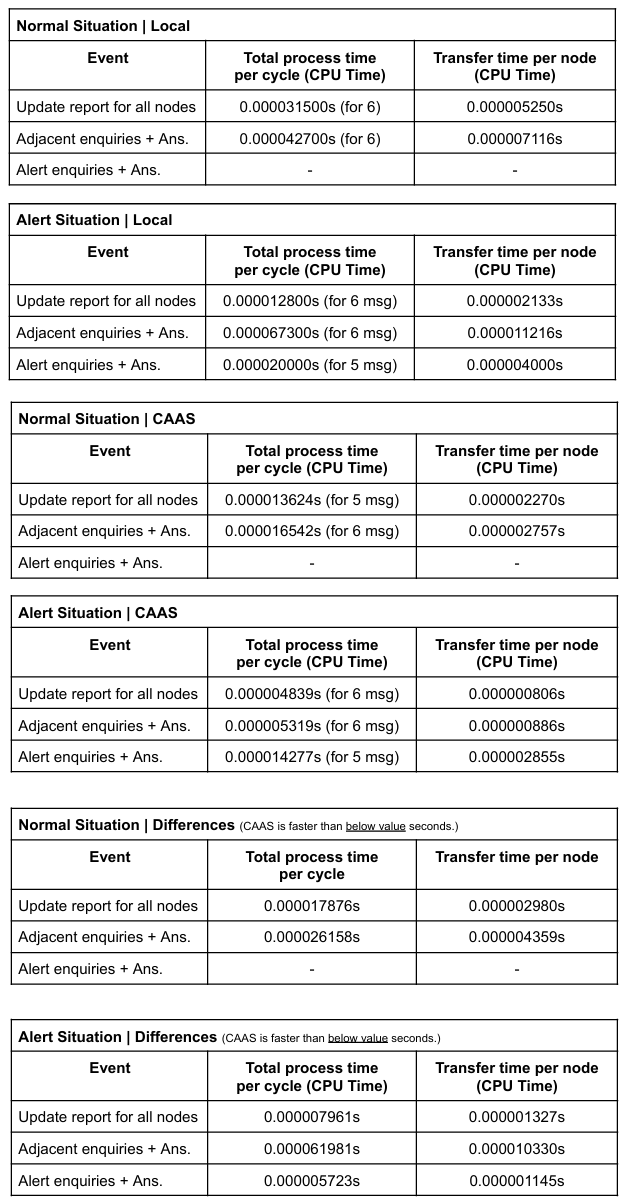 Normal Situation | Local
Event
Total process time
per cycle (CPU Time)
Transfer time per node
(CPU Time)
Update report for all nodes
0.000031500s (for 6)
0.000005250s
Adjacent enquiries + Ans.
0.000042700s (for 6)
0.000007116s
Alert enquiries + Ans.
-
-
Alert Situation | Local
Event
Total process time
per cycle (CPU Time)
Transfer time per node
(CPU Time)
Update report for all nodes
0.000012800s (for 6 msg)
0.000002133s
Adjacent enquiries + Ans.
0.000067300s (for 6 msg)
0.000011216s
Alert enquiries + Ans.
0.000020000s (for 5 msg)
0.000004000s
Normal Situation | CAAS
Event
Total process time
per cycle (CPU Time)
Transfer time per node
(CPU Time)
Update report for all nodes
0.000013624s (for 5 msg)
0.000002270s
Adjacent enquiries + Ans.
0.000016542s (for 6 msg)
0.000002757s
Alert enquiries + Ans.
-
-
Alert Situation | CAAS
Event
Total process time
per cycle (CPU Time)
Transfer time per node
(CPU Time)
Update report for all nodes
0.000004839s (for 6 msg)
0.000000806s
Adjacent enquiries + Ans.
0.000005319s (for 6 msg)
0.000000886s
Alert enquiries + Ans.
0.000014277s (for 5 msg)
0.000002855s
Normal Situation | Differences (CAAS is faster than below value seconds.)
Event
Total process time
per cycle
Transfer time per node
Update report for all nodes
0.000017876s
0.000002980s
Adjacent enquiries + Ans.
0.000026158s
0.000004359s
Alert enquiries + Ans.
-
-
Alert Situation | Differences (CAAS is faster than below value seconds.)
Event
Total process time
per cycle (CPU Time)
Transfer time per node
(CPU Time)
Update report for all nodes
0.000007961s
0.000001327s
Adjacent enquiries + Ans.
0.000061981s
0.000010330s
Alert enquiries + Ans.
0.000005723s
0.000001145s